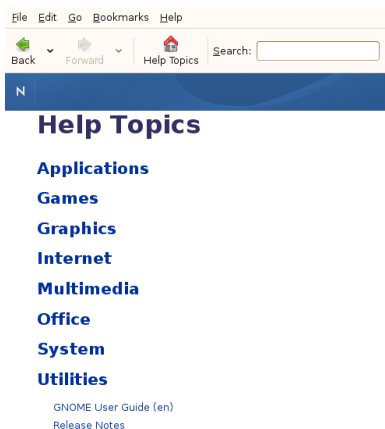 File Edit Go Bookmarks Help
Back Forward Help Topics Search:
N
Help Topics
Applications
Games
Graphics
Internet
Multimedia
Office
System
Utilities
GNOME User Guide (en)
Release Notes